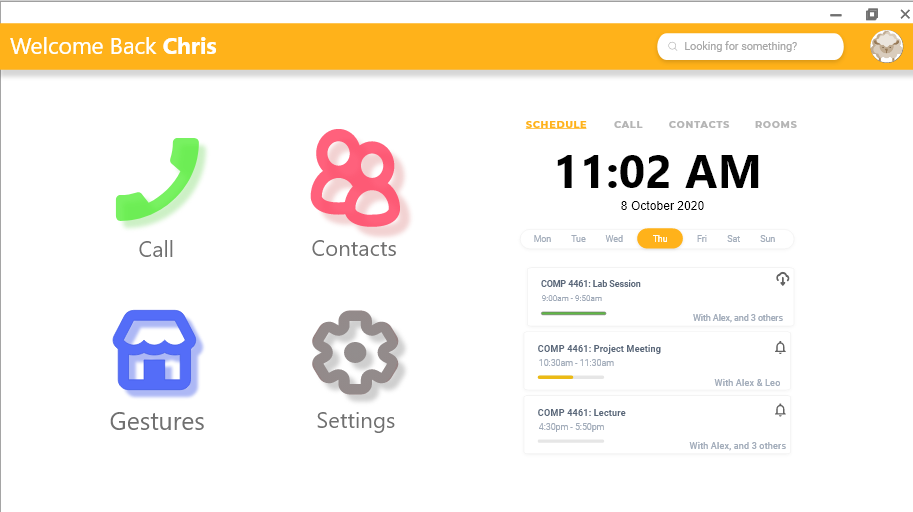 Welcome Back Chris
Looking for something?
Call
Contacts
Gestures
Settings
SCHEDULE CALL CONTACTS ROOMS
11:02 AM
8 October 2020
Mon Tue Wed Thu Fri Sat Sun
COMP 4461: Lab Session
9:00am - 9:50am
With Alex, and 3 others
COMP 4461: Project Meeting
10:30am - 11:30am
With Alex & Leo
COMP 4461: Lecture
4:30pm - 5:50pm
With Alex, and 3 others